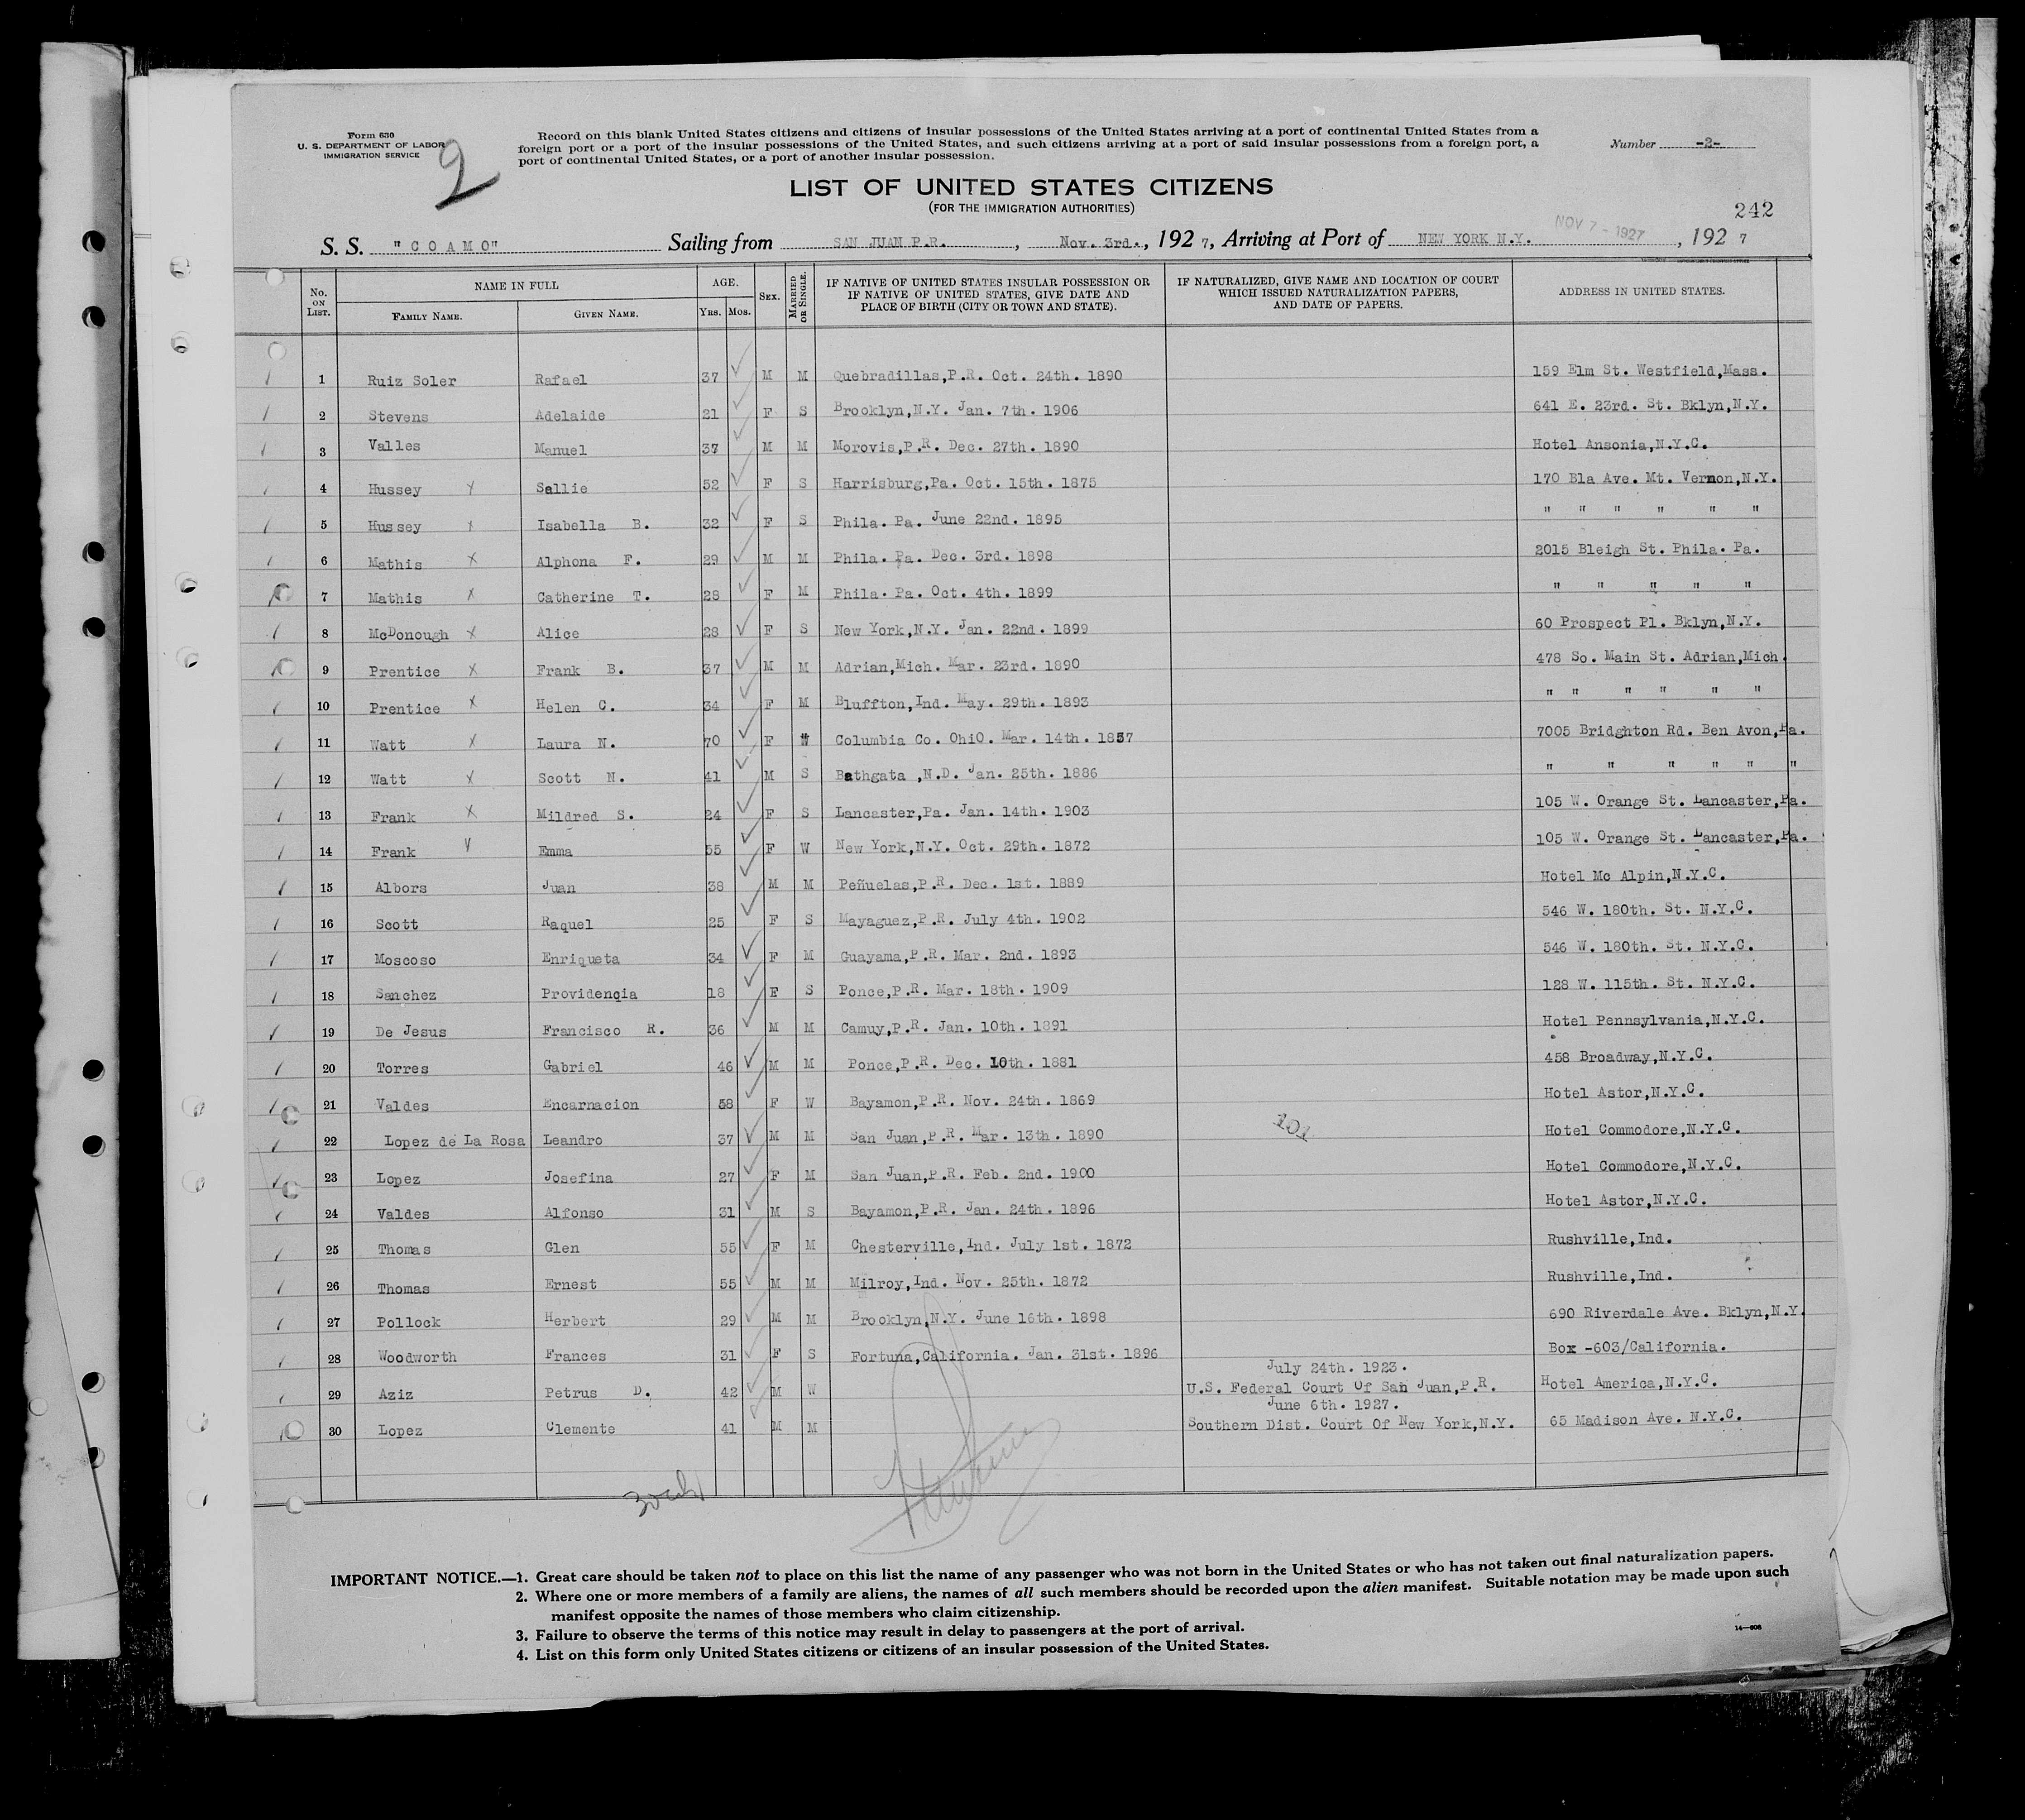 Form 630
U. S. DEPARTMENT OF LABOR
IMMIGRATION SERVICE
2
Record on this blank United States citizens and citizens of insular possessions of the United States arriving at a port of continental United States from a
foreign port or a port of the insular possessions of the United States, and such citizens arriving at a port of said insular possessions from a foreign port, a
port of continental United States, or a port of another insular possession.
Number -2-
LIST OF UNITED STATES CITIZENS
(FOR THE IMMIGRATION AUTHORITIES)
242
S. S. "COAMO" Sailing from SAN JUAN P.R. , Nov. 3rd., 1927, Arriving at Port of NEW YORK N.Y. NOV 7 - 1927 , 1927
No. ON LIST. NAME IN FULL FAMILY NAME. GIVEN NAME. AGE. YRS. MOS. SEX. MARRIED OR SINGLE. IF NATIVE OF UNITED STATES INSULAR POSSESSION OR IF NATIVE OF UNITED STATES, GIVE DATE AND PLACE OF BIRTH (CITY OR TOWN AND STATE). IF NATURALIZED, GIVE NAME AND LOCATION OF COURT WHICH ISSUED NATURALIZATION PAPERS, AND DATE OF PAPERS. ADDRESS IN UNITED STATES.
1 Ruiz Soler Rafael 37 M M Quebradillas,P.R. Oct. 24th. 1890 159 Elm St. Westfield,Mass.
2 Stevens Adelaide 21 F S Brooklyn,N.Y. Jan. 7th. 1906 641 E. 23rd. St. Bklyn,N.Y.
3 Valles Manuel 37 M M Morovis,P.R. Dec. 27th. 1890 Hotel Ansonia,N.Y.C.
4 Hussey x Sallie 52 F S Harrisburg,Pa. Oct. 15th. 1875 170 Bla Ave. Mt. Vernon,N.Y.
5 Hussey x Isabella B. 32 F S Phila. Pa. June 22nd. 1895 " " " " " "
6 Mathis x Alphona F. 29 M M Phila. Pa. Dec. 3rd. 1898 2015 Bleigh St. Phila. Pa.
7 Mathis x Catherine T. 28 F M Phila. Pa. Oct. 4th. 1899 " " " " "
8 McDonough x Alice 28 F S New York,N.Y. Jan. 22nd. 1899 60 Prospect Pl. Bklyn,N.Y.
9 Prentice x Frank B. 37 M M Adrian,Mich. Mar. 23rd. 1890 478 So. Main St. Adrian,Mich.
10 Prentice x Helen C. 34 F M Bluffton,Ind. May. 29th. 1893 " " " " " "
11 Watt x Laura N. 70 F W Columbia Co. OhiO. Mar. 14th. 1857 7005 Bridghton Rd. Ben Avon,Pa.
12 Watt x Scott N. 41 M S Bathgata ,N.D. Jan. 25th. 1886 " " " " " "
13 Frank x Mildred S. 24 F S Lancaster,Pa. Jan. 14th. 1903 105 W. Orange St. Lancaster,Pa.
14 Frank Emma 55 F W New York,N.Y. Oct. 29th. 1872 105 W. Orange St. Lancaster,Pa.
15 Albors Juan 38 M M Peñuelas,P.R. Dec. 1st. 1889 Hotel Mc Alpin,N.Y.C.
16 Scott Raquel 25 F S Mayaguez,P.R. July 4th. 1902 546 W. 180th. St. N.Y.C.
17 Moscoso Enriqueta 34 F M Guayama,P.R. Mar. 2nd. 1893 546 W. 180th. St. N.Y.C.
18 Sanchez Providencia 18 F S Ponce,P.R. Mar. 18th. 1909 128 W. 115th. St. N.Y.C.
19 De Jesus Francisco R. 36 M M Camuy,P.R. Jan. 10th. 1891 Hotel Pennsylvania,N.Y.C.
20 Torres Gabriel 46 M M Ponce,P.R. Dec. 10th. 1881 458 Broadway,N.Y.C.
21 Valdes Encarnacion 58 F W Bayamon,P.R. Nov. 24th. 1869 Hotel Astor,N.Y.C.
22 Lopez de La Rosa Leandro 37 M M San Juan,P.R. Mar. 13th. 1890 101 Hotel Commodore,N.Y.C.
23 Lopez Josefina 27 F M San Juan,P.R. Feb. 2nd. 1900 Hotel Commodore,N.Y.C.
24 Valdes Alfonso 31 M S Bayamon,P.R. Jan. 24th. 1896 Hotel Astor,N.Y.C.
25 Thomas Glen 55 F M Chesterville,Ind. July 1st. 1872 Rushville,Ind.
26 Thomas Ernest 55 M M Milroy,Ind. Nov. 25th. 1872 Rushville,Ind.
27 Pollock Herbert 29 M M Brooklyn,N.Y. June 16th. 1898 690 Riverdale Ave. Bklyn,N.Y.
28 Woodworth Frances 31 F S Fortuna,California. Jan. 31st. 1896 Box -603/California.
July 24th. 1923.
29 Aziz Petrus D. 42 M W U.S. Federal Court Of San Juan,P.R. Hotel America,N.Y.C.
June 6th. 1927.
30 Lopez Clemente 41 M M Southern Dist. Court Of New York,N.Y. 65 Madison Ave. N.Y.C.
IMPORTANT NOTICE.—1. Great care should be taken not to place on this list the name of any passenger who was not born in the United States or who has not taken out final naturalization papers.
2. Where one or more members of a family are aliens, the names of all such members should be recorded upon the alien manifest. Suitable notation may be made upon such
manifest opposite the names of those members who claim citizenship.
3. Failure to observe the terms of this notice may result in delay to passengers at the port of arrival.
4. List on this form only United States citizens or citizens of an insular possession of the United States.
14—608